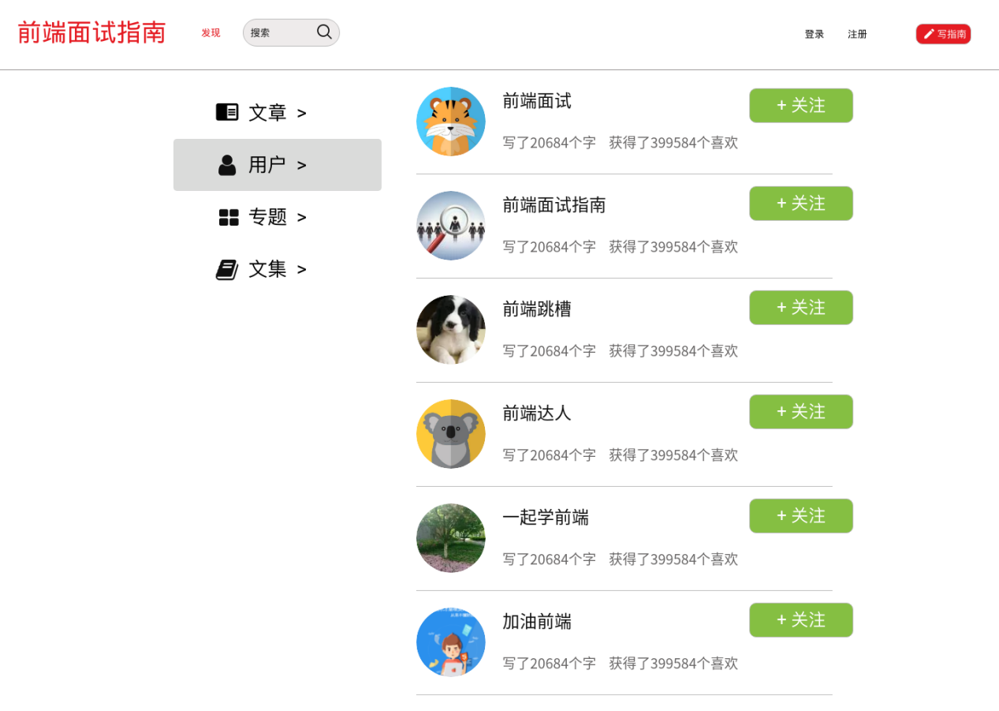 前端面试指南 发现 搜索 登录 注册 写指南
文章 >
用户 >
专题 >
文集 >
前端面试
+ 关注
写了20684个字 获得了399584个喜欢
前端面试指南
+ 关注
写了20684个字 获得了399584个喜欢
前端跳槽
+ 关注
写了20684个字 获得了399584个喜欢
前端达人
+ 关注
写了20684个字 获得了399584个喜欢
一起学前端
+ 关注
写了20684个字 获得了399584个喜欢
加油前端
+ 关注
写了20684个字 获得了399584个喜欢